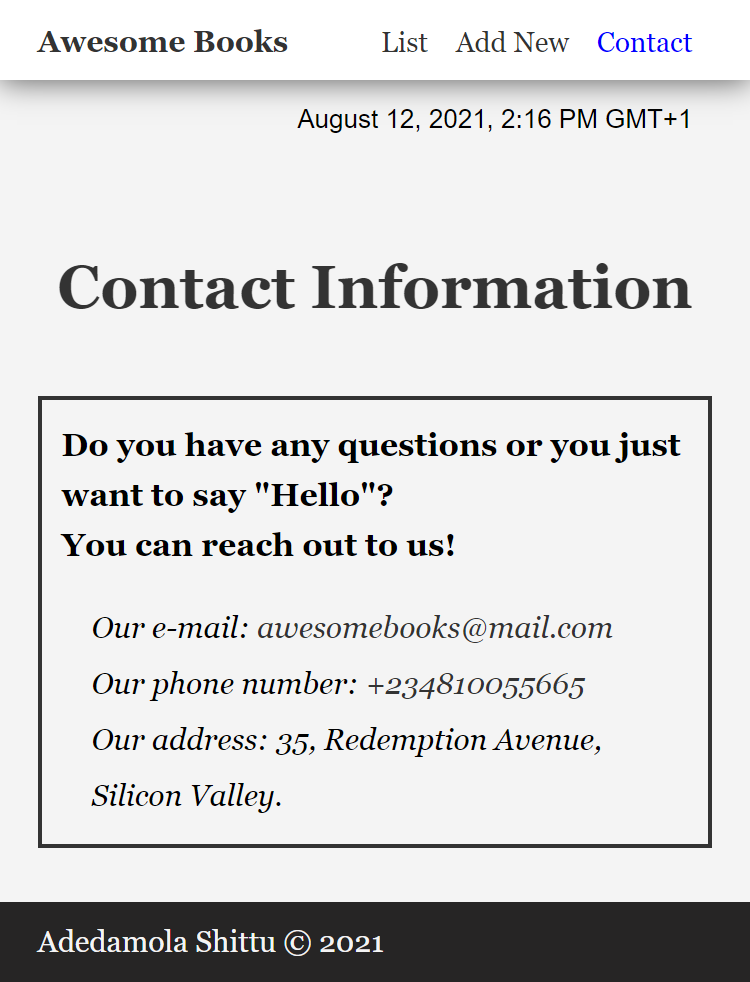 Awesome Books List Add New Contact
August 12, 2021, 2:16 PM GMT+1
Contact Information
Do you have any questions or you just
want to say "Hello"?
You can reach out to us!
Our e-mail: awesomebooks@mail.com
Our phone number: +234810055665
Our address: 35, Redemption Avenue,
Silicon Valley.
Adedamola Shittu © 2021